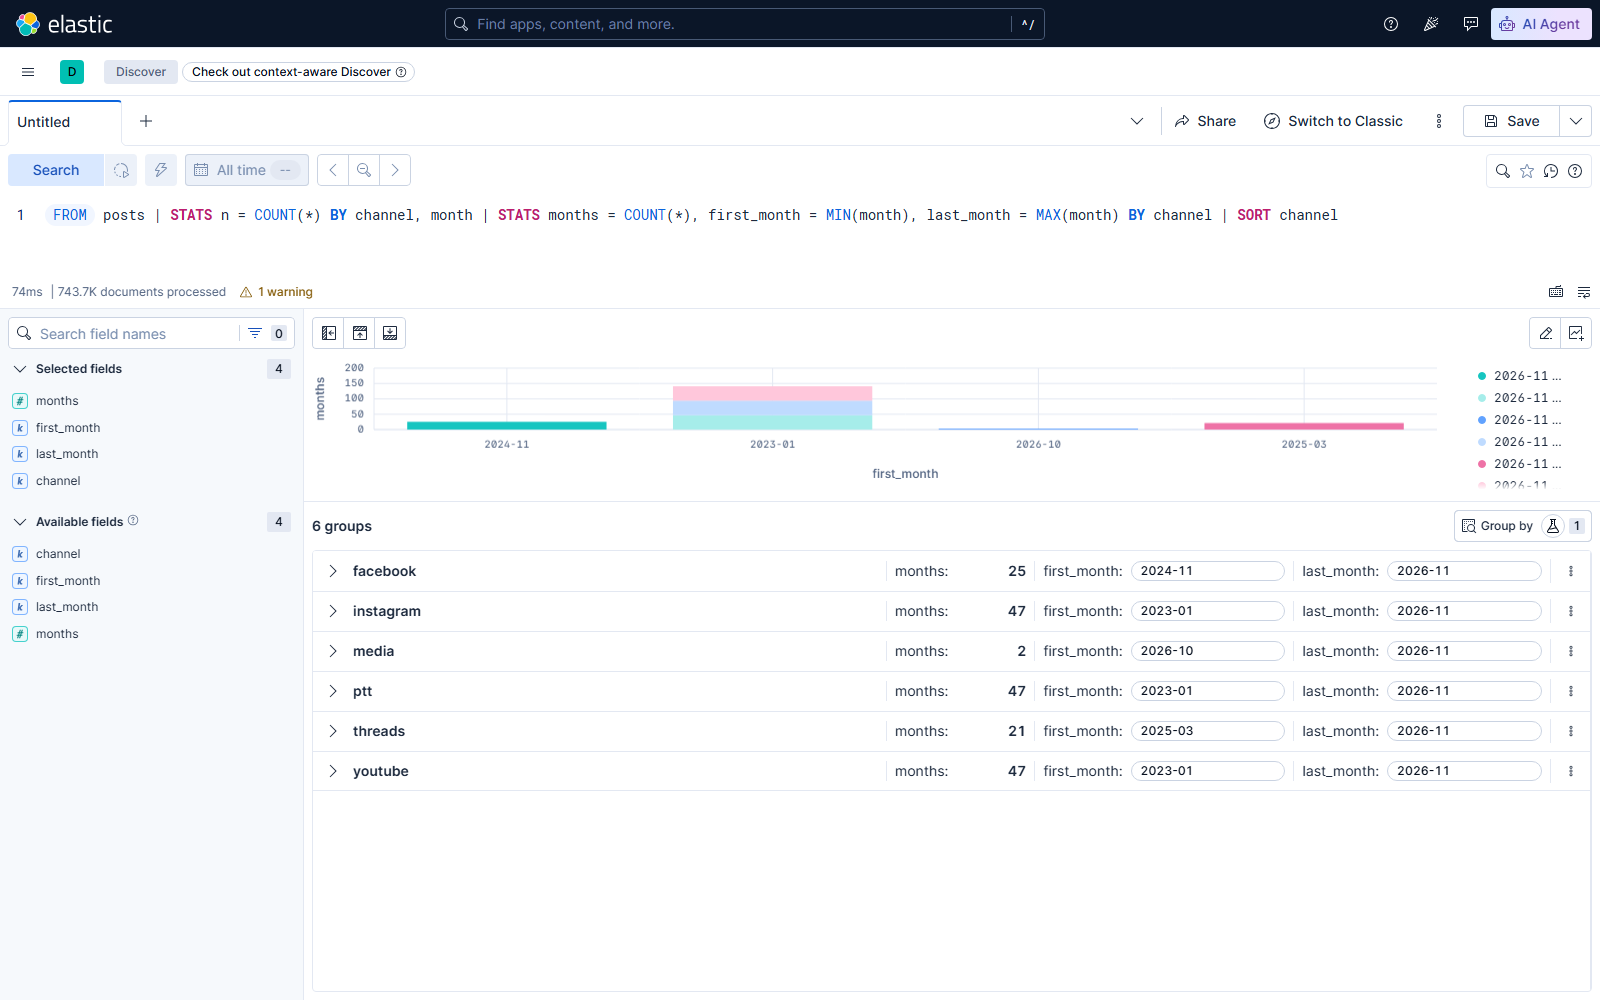 elastic
Find apps, content, and more.
^/
AI Agent
D
Discover
Check out context-aware Discover
Untitled
Share
Switch to Classic
Save
Search
All time
--
1 FROM posts | STATS n = COUNT(*) BY channel, month | STATS months = COUNT(*), first_month = MIN(month), last_month = MAX(month) BY channel | SORT channel
74ms | 743.7K documents processed
1 warning
Search field names
0
Selected fields
4
months
first_month
last_month
channel
Available fields
4
channel
first_month
last_month
months
months
200
150
100
50
0
2024-11
2023-01
2026-10
2025-03
first_month
2026-11 …
2026-11 …
2026-11 …
2026-11 …
2026-11 …
2026-11 …
6 groups
Group by
1
facebook months: 25 first_month: 2024-11 last_month: 2026-11
instagram months: 47 first_month: 2023-01 last_month: 2026-11
media months: 2 first_month: 2026-10 last_month: 2026-11
ptt months: 47 first_month: 2023-01 last_month: 2026-11
threads months: 21 first_month: 2025-03 last_month: 2026-11
youtube months: 47 first_month: 2023-01 last_month: 2026-11